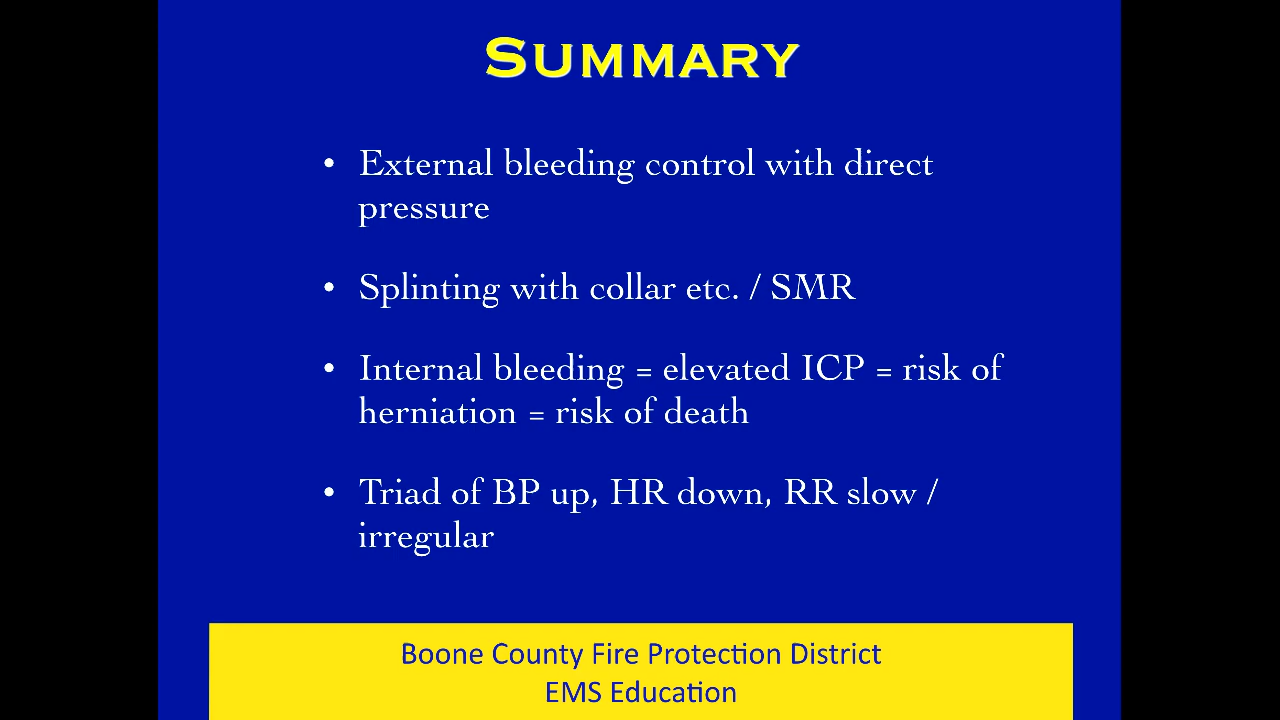 SUMMARY
• External bleeding control with direct
pressure
• Splinting with collar etc. / SMR
• Internal bleeding = elevated ICP = risk of
herniation = risk of death
• Triad of BP up, HR down, RR slow /
irregular
Boone County Fire Protection District
EMS Education